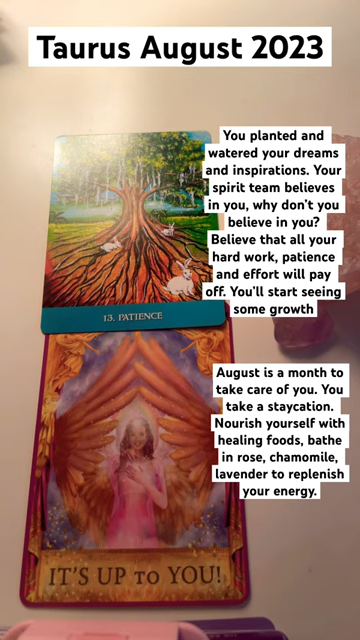 Taurus August 2023
You planted and
watered your dreams
and inspirations. Your
spirit team believes
in you, why don't you
believe in you?
Believe that all your
hard work, patience
and effort will pay
off. You'll start seeing
some growth
13. PATIENCE
August is a month to
take care of you. You
take a staycation.
Nourish yourself with
healing foods, bathe
in rose, chamomile,
lavender to replenish
your energy.
IT'S UP TO YOU!